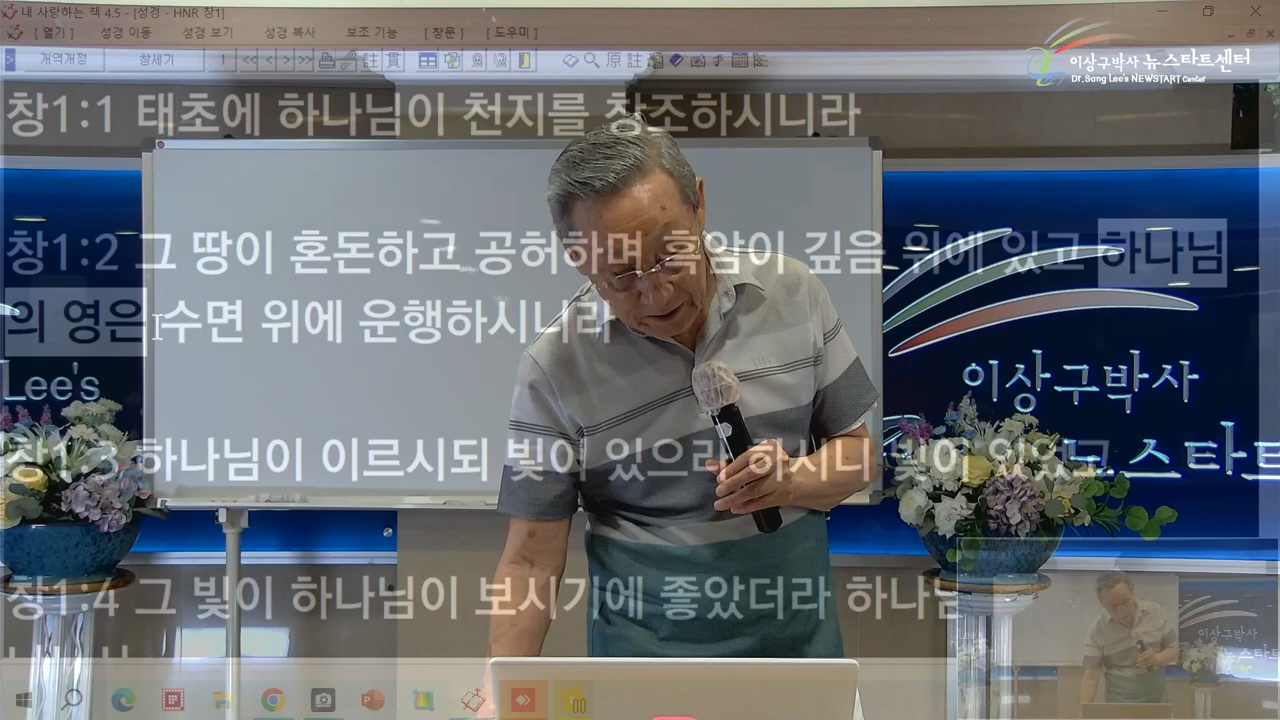 내 사랑하는 책 4.5 - [성경 - HNR 창1]
[ 열기 ] 성경 이동 성경 보기 성경 복사 보조 기능 [ 창문 ] [ 도우미 ]
개역개정 창세기 1 << < > >> 原 註
이상구박사 뉴스타트센터
Dr.Sang Lee's NEWSTART Center
창1:1 태초에 하나님이 천지를 창조하시니라
창1:2 그 땅이 혼돈하고 공허하며 흑암이 깊음 위에 있고 하나님
의 영은 수면 위에 운행하시니라
Lee's
이상구박사
뉴스타트
창1:3 하나님이 이르시되 빛이 있으라 하시니 빛이 있었고
창1:4 그 빛이 하나님이 보시기에 좋았더라 하나님
이상구박사
뉴스타트